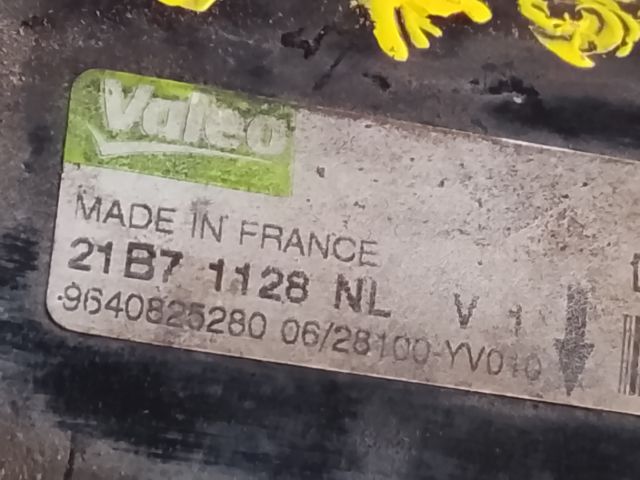 Valeo
MADE IN FRANCE
21B7 1128 NL V 1
9640825280 06/28100-YV010